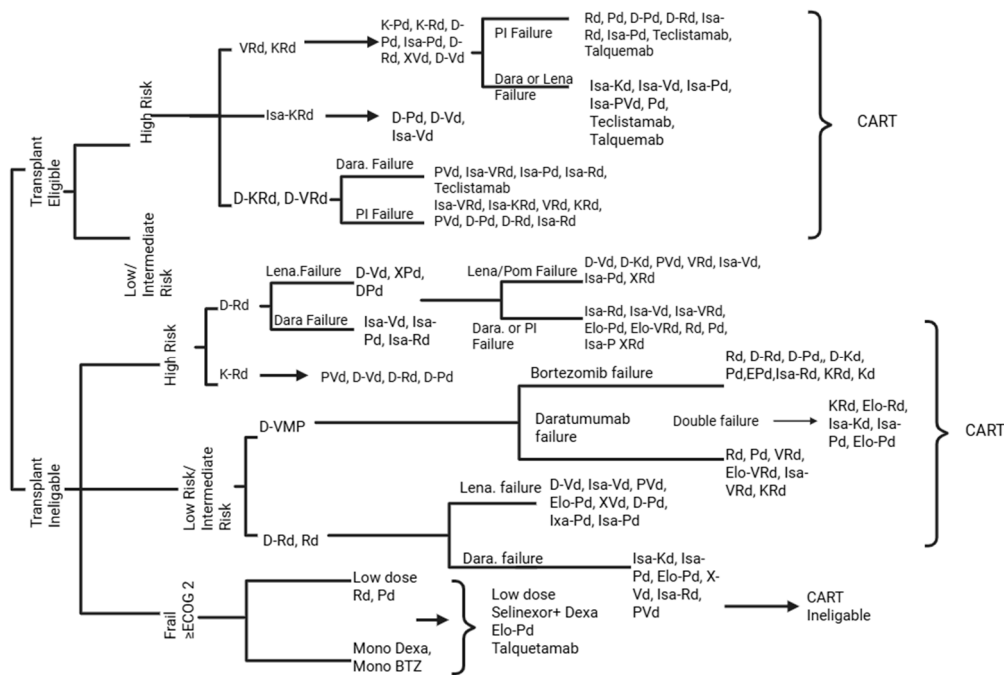 Transplant
Eligible
High Risk
VRd, KRd
K-Pd, K-Rd, D-
Pd, Isa-Pd, D-
Rd, XVd, D-Vd
PI Failure
Rd, Pd, D-Pd, D-Rd, Isa-
Rd, Isa-Pd, Teclistamab,
Talquemab
Dara or Lena
Failure
Isa-Kd, Isa-Vd, Isa-Pd,
Isa-PVd, Pd,
Teclistamab,
Talquemab
Isa-KRd
D-Pd, D-Vd,
Isa-Vd
D-KRd, D-VRd
Dara. Failure
PVd, Isa-VRd, Isa-Pd, Isa-Rd,
Teclistamab
PI Failure
Isa-VRd, Isa-KRd, VRd, KRd,
PVd, D-Pd, D-Rd, Isa-Rd
CART
Low/
Intermediate
Risk
Transplant
Ineligable
High Risk
D-Rd
Lena.Failure
D-Vd, XPd,
DPd
Dara Failure
Isa-Vd, Isa-
Pd, Isa-Rd
Lena/Pom Failure
D-Vd, D-Kd, PVd, VRd, Isa-Vd,
Isa-Pd, XRd
Dara. or PI
Failure
Isa-Rd, Isa-Vd, Isa-VRd,
Elo-Pd, Elo-VRd, Rd, Pd,
Isa-P XRd
K-Rd
PVd, D-Vd, D-Rd, D-Pd
Low Risk/
Intermediate
Risk
D-VMP
Bortezomib failure
Rd, D-Rd, D-Pd,, D-Kd,
Pd,EPd,Isa-Rd, KRd, Kd
Daratumumab
failure
Double failure
KRd, Elo-Rd,
Isa-Kd, Isa-
Pd, Elo-Pd
Rd, Pd, VRd,
Elo-VRd, Isa-
VRd, KRd
D-Rd, Rd
Lena. failure
D-Vd, Isa-Vd, PVd,
Elo-Pd, XVd, D-Pd,
Ixa-Pd, Isa-Pd
Dara. failure
Isa-Kd, Isa-
Pd, Elo-Pd, X-
Vd, Isa-Rd,
PVd
CART
CART
Ineligable
Frail
≥ECOG 2
Low dose
Rd, Pd
Mono Dexa,
Mono BTZ
Low dose
Selinexor+ Dexa
Elo-Pd
Talquetamab